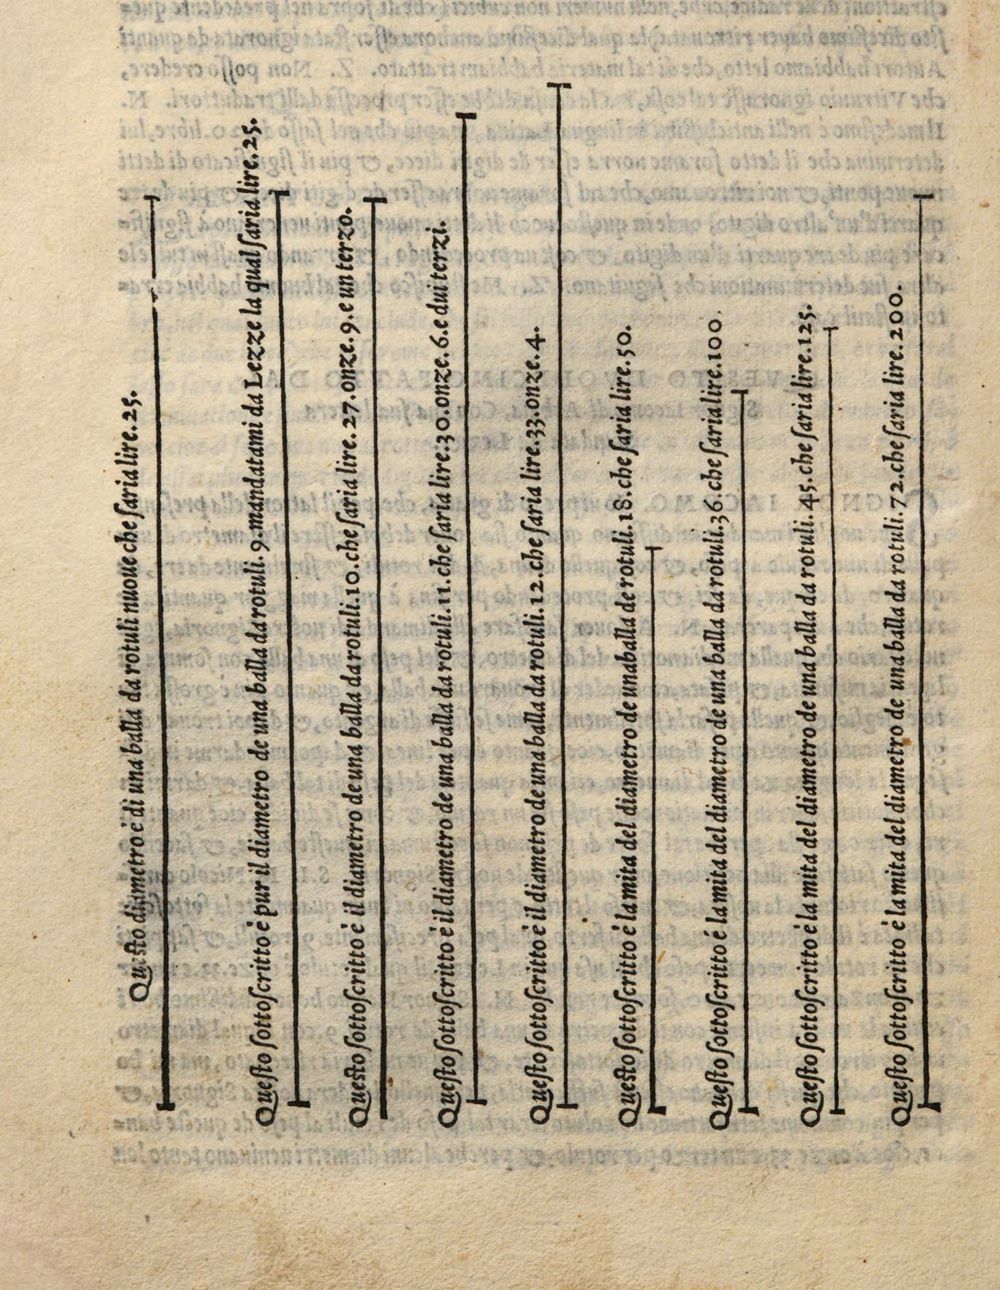 Questo diametro é di una balla da rotuli nuoue che saria lire. 25.
Questo sottoscritto é pur il diametro de una balla da rotuli. 9. mandatami da Lezze la qual saria lire. 25.
Questo sottoscritto é il diametro de una balla da rotuli. 10. che saria lire. 27. onze. 9. e un terzo.
Questo sottoscritto é il diametro de una balla da rotuli. 11. che saria lire. 30. onze. 6. e dui terzi.
Questo sottoscritto é il diametro de una balla da rotuli. 12. che saria lire. 33. onze. 4.
Questo sottoscritto é la mita del diametro de una balla da rotuli. 18. che saria lire. 50.
Questo sottoscritto é la mita del diametro de una balla da rotuli. 36. che saria lire. 100
Questo sottoscritto é la mita del diametro de una balla da rotuli. 45. che saria lire. 125.
Questo sottoscritto é la mita del diametro de una balla da rotuli. 72. che saria lire. 200